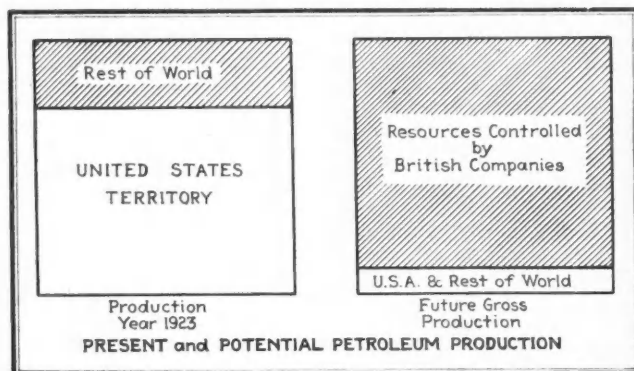 Rest of World
UNITED STATES
TERRITORY
Production
Year 1923
Resources Controlled
by
British Companies
U.S.A. & Rest of World
Future Gross
Production
PRESENT and POTENTIAL PETROLEUM PRODUCTION